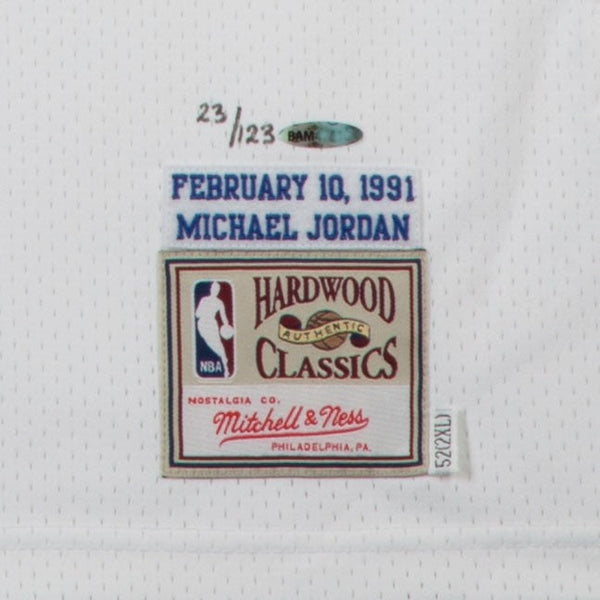 23/123 BAM
FEBRUARY 10, 1991
MICHAEL JORDAN
NBA
HARDWOOD
AUTHENTIC
CLASSICS
NOSTALGIA CO.
Mitchell & Ness
PHILADELPHIA, PA.
52(2XL)